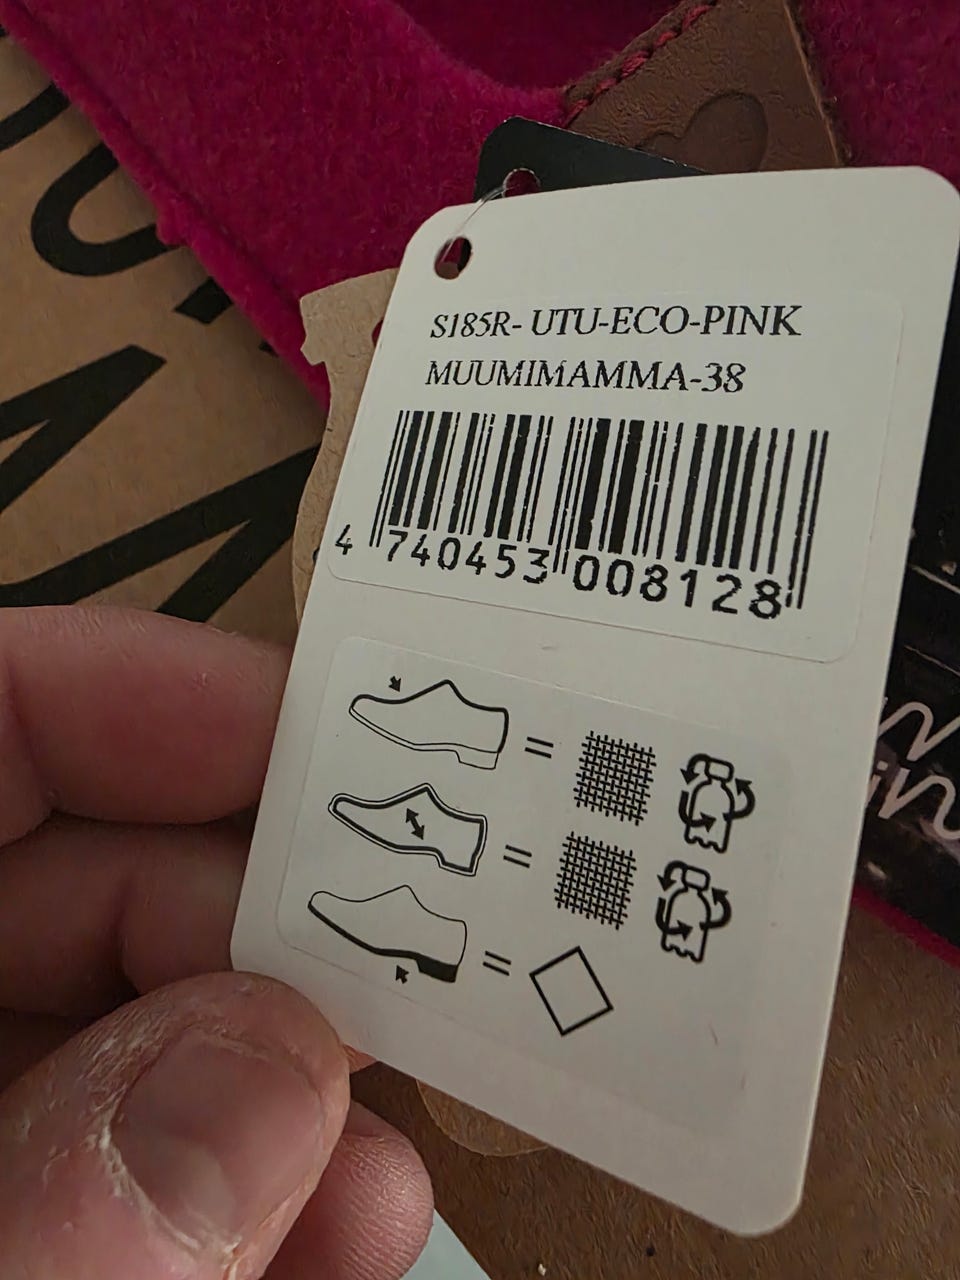 S185R- UTU-ECO-PINK
MUUMIMAMMA-38
4 740453 008128